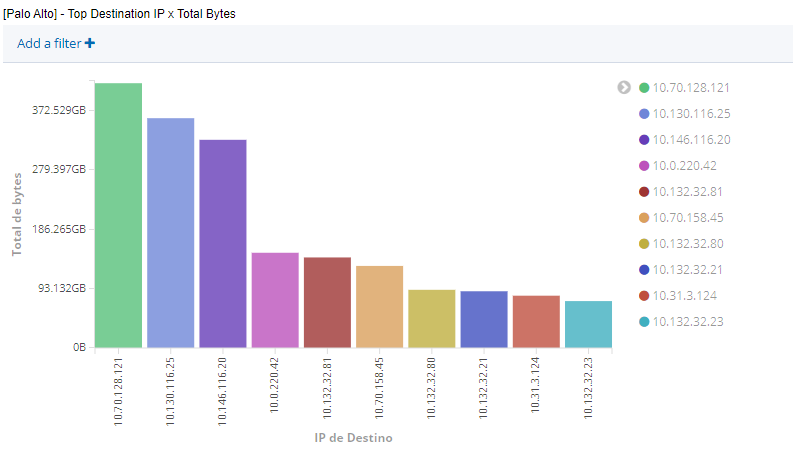 [Palo Alto] - Top Destination IP x Total Bytes
Add a filter +
372.529GB
279.397GB
186.265GB
93.132GB
0B
Total de bytes
10.70.128.121
10.130.116.25
10.146.116.20
10.0.220.42
10.132.32.81
10.70.158.45
10.132.32.80
10.132.32.21
10.31.3.124
10.132.32.23
IP de Destino
10.70.128.121
10.130.116.25
10.146.116.20
10.0.220.42
10.132.32.81
10.70.158.45
10.132.32.80
10.132.32.21
10.31.3.124
10.132.32.23